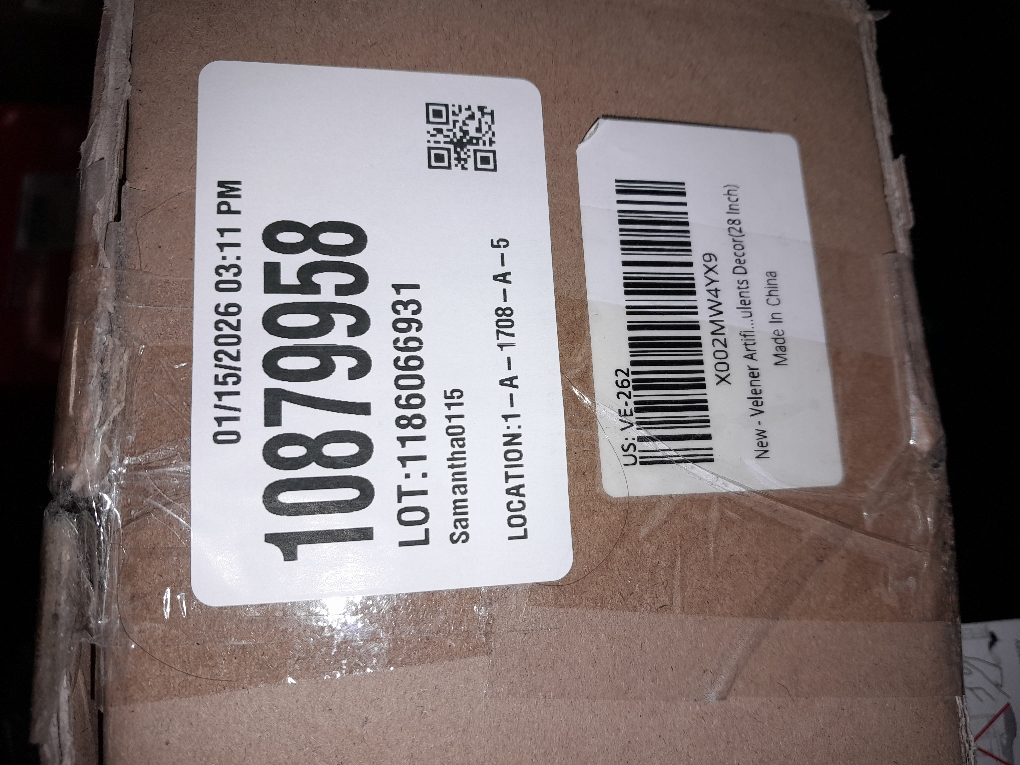 01/15/2026 03:11 PM
10879958
LOT:1186066931
Samantha0115
LOCATION:1-A-1708-A-5
US: VE-262
X002MW4YX9
New - Velener Artifi...ulents Decor(28 Inch)
Made In China